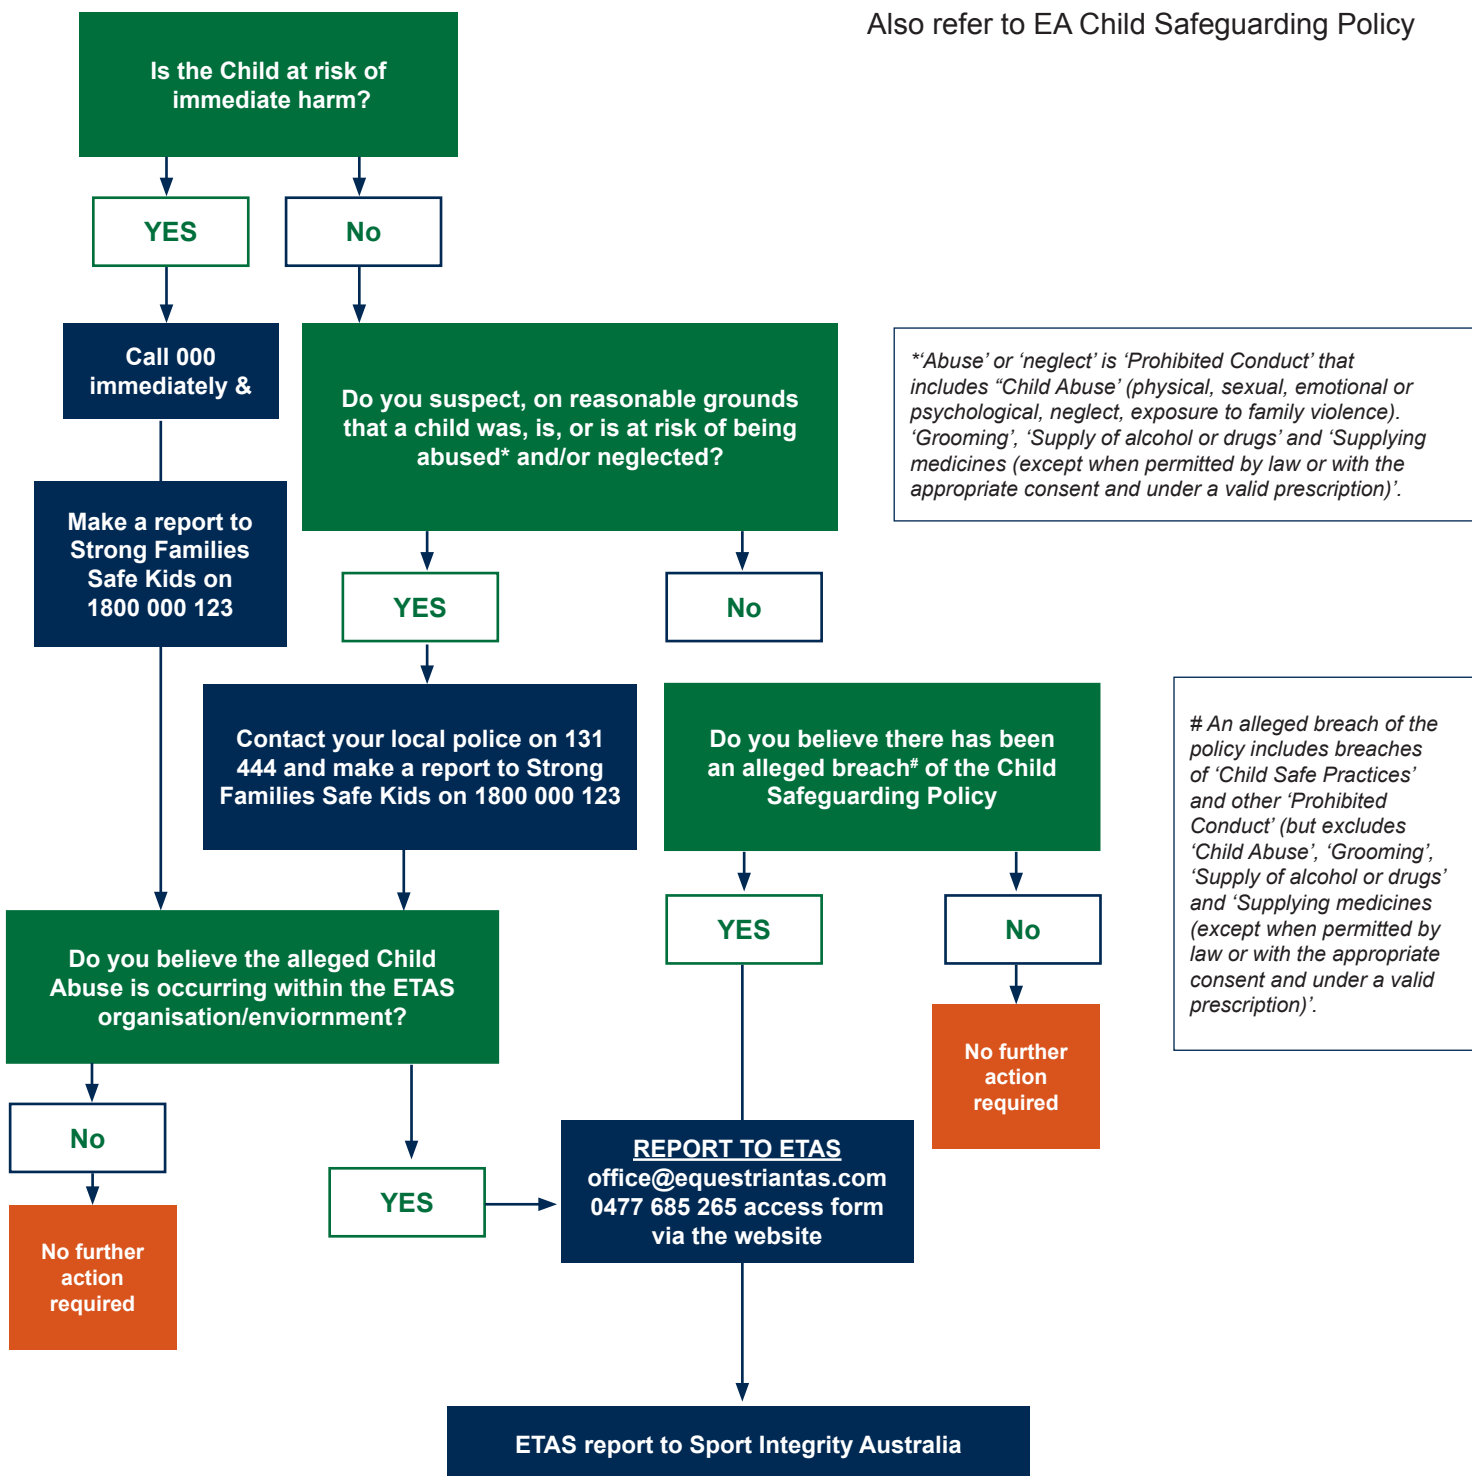 Also refer to EA Child Safeguarding Policy
Is the Child at risk of
immediate harm?
YES
No
Call 000
immediately &
Do you suspect, on reasonable grounds
that a child was, is, or is at risk of being
abused* and/or neglected?
*‘Abuse’ or ‘neglect’ is ‘Prohibited Conduct’ that
includes “Child Abuse’ (physical, sexual, emotional or
psychological, neglect, exposure to family violence).
‘Grooming’, ‘Supply of alcohol or drugs’ and ‘Supplying
medicines (except when permitted by law or with the
appropriate consent and under a valid prescription)’.
Make a report to
Strong Families
Safe Kids on
1800 000 123
YES
No
Contact your local police on 131
444 and make a report to Strong
Families Safe Kids on 1800 000 123
Do you believe there has been
an alleged breach# of the Child
Safeguarding Policy
# An alleged breach of the
policy includes breaches
of ‘Child Safe Practices’
and other ‘Prohibited
Conduct’ (but excludes
‘Child Abuse’, ‘Grooming’,
‘Supply of alcohol or drugs’
and ‘Supplying medicines
(except when permitted by
law or with the appropriate
consent and under a valid
prescription)’.
YES
No
Do you believe the alleged Child
Abuse is occurring within the ETAS
organisation/enviornment?
No further
action
required
No
YES
REPORT TO ETAS
office@equestriantas.com
0477 685 265 access form
via the website
No further
action
required
ETAS report to Sport Integrity Australia